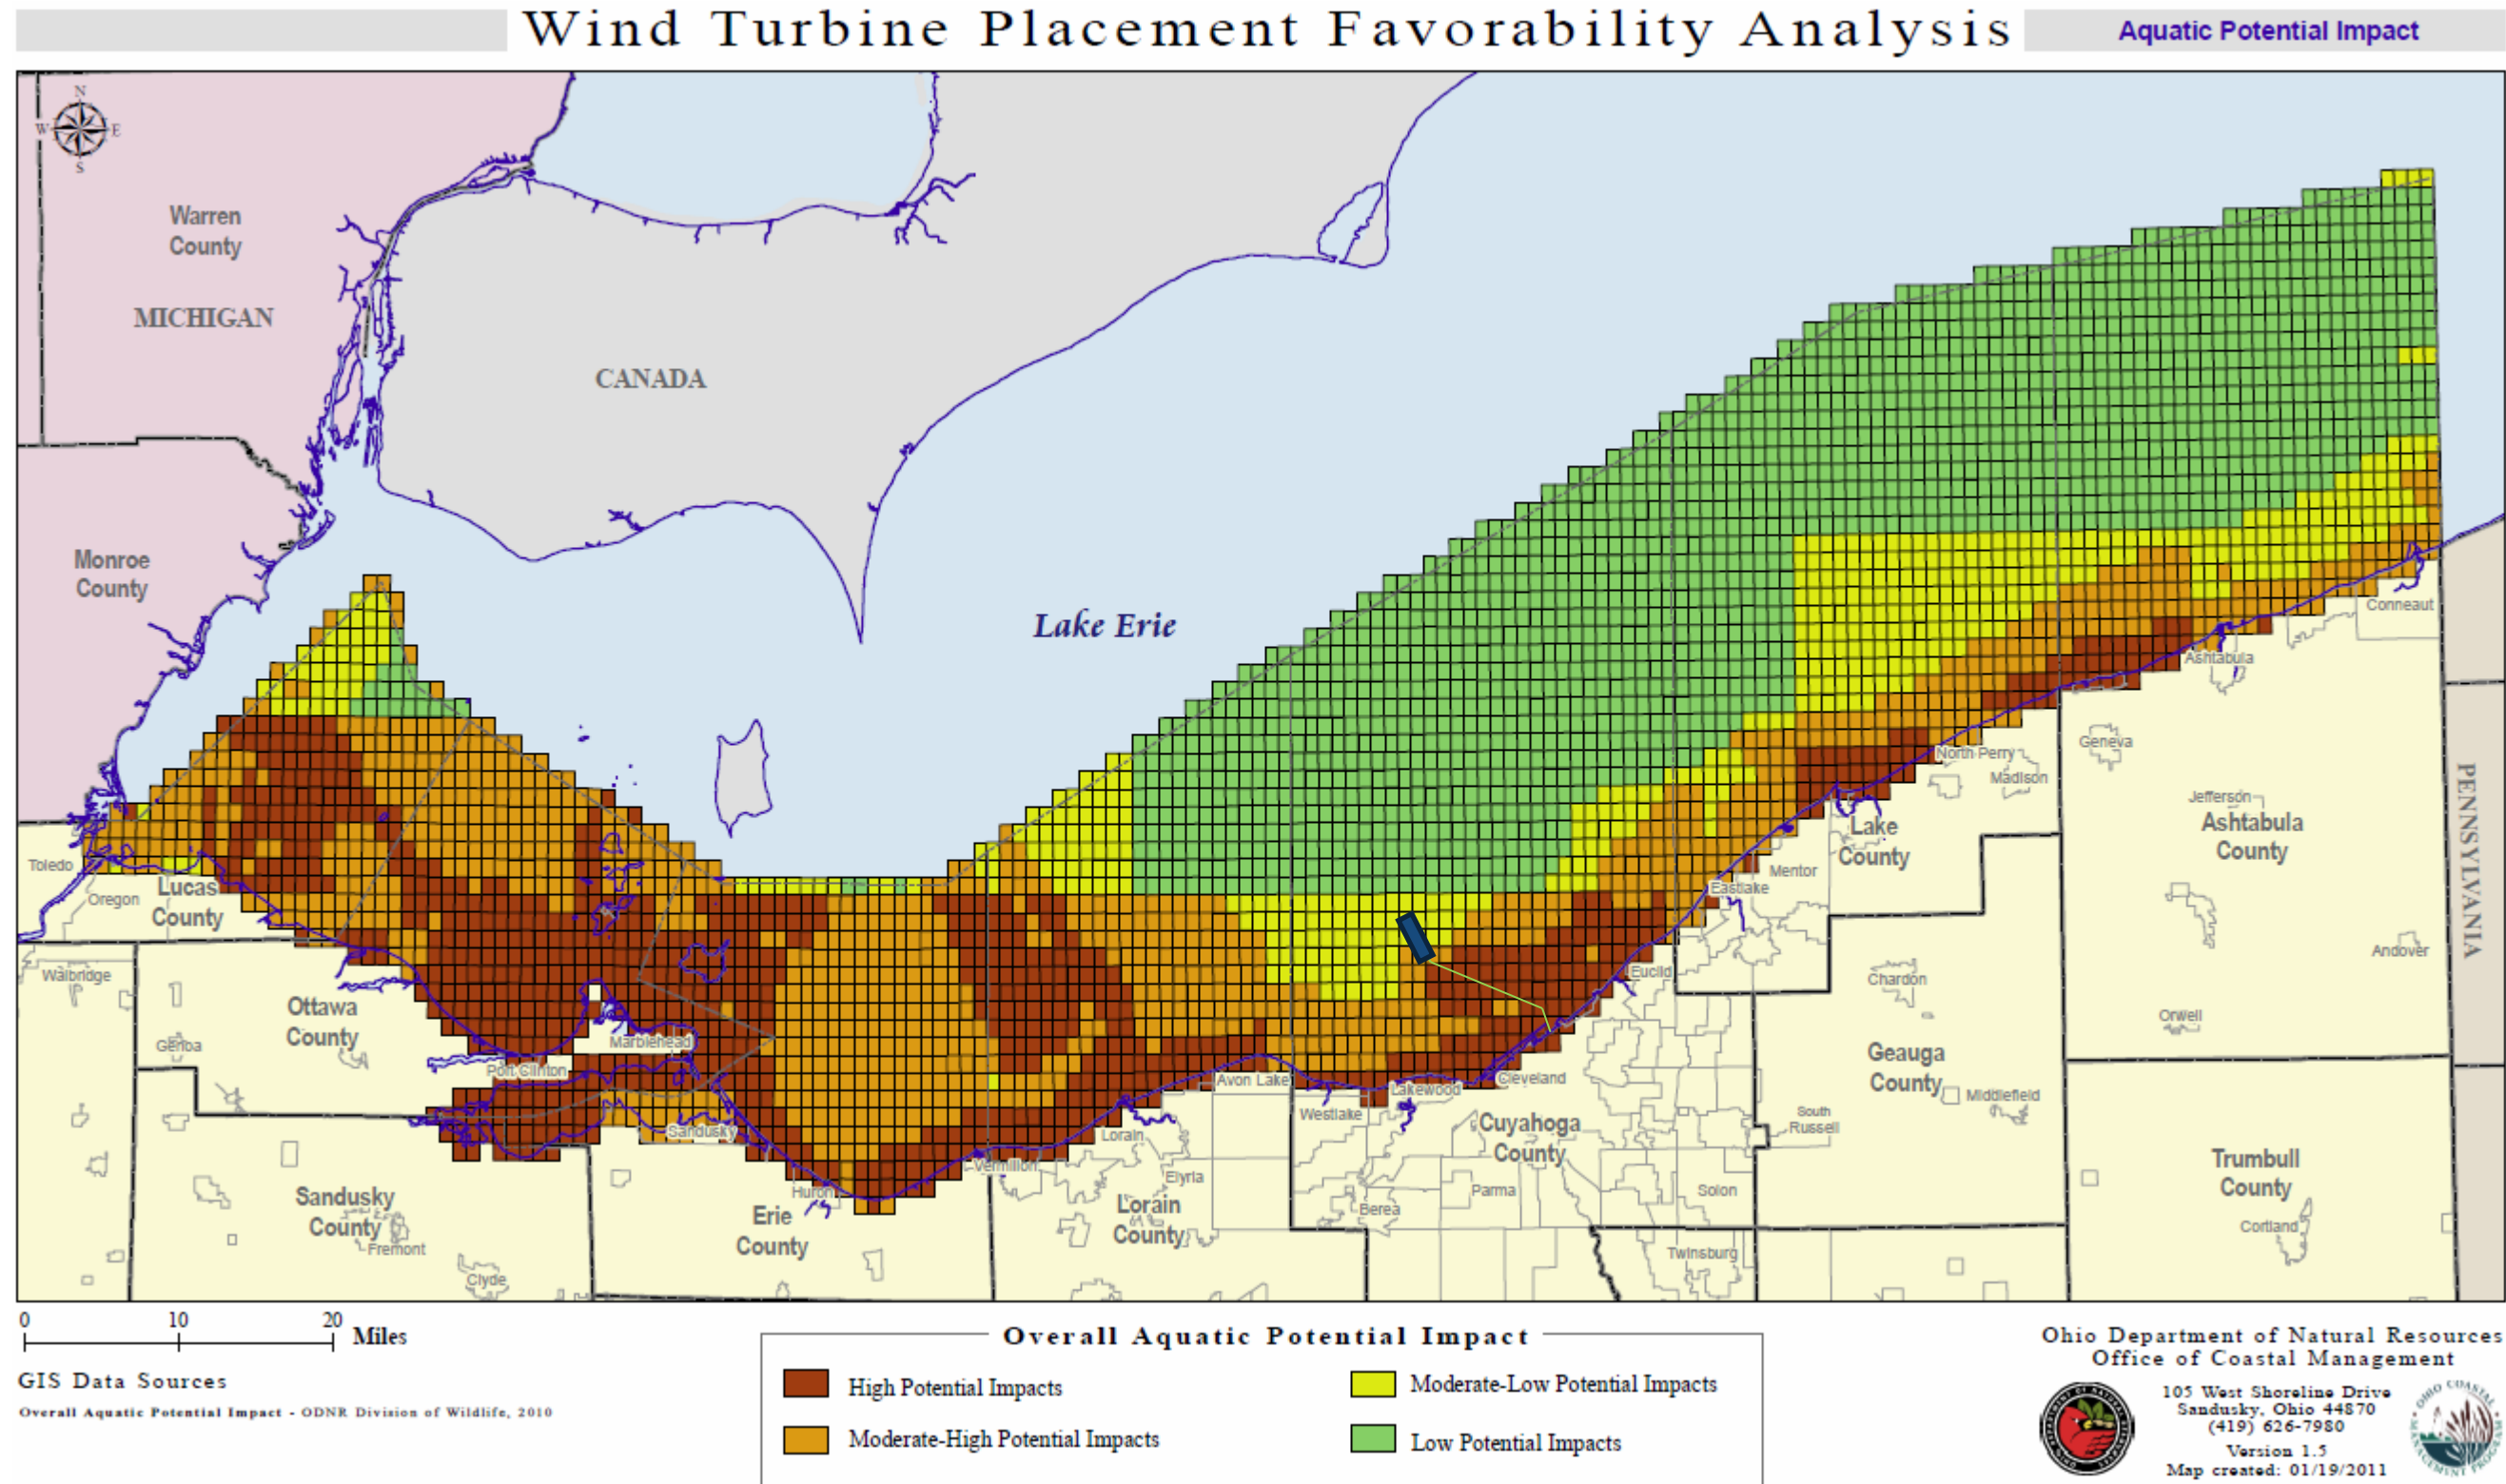 Wind Turbine Placement Favorability Analysis
Aquatic Potential Impact
N
W
E
S
Warren
County
MICHIGAN
CANADA
Monroe
County
Lake Erie
Conneaut
Ashtabula
North Perry
Geneva
Madison
Jefferson
Ashtabula
County
PENNSYLVANIA
Lake
County
Toledo
Mentor
Oregon
Lucas
County
Eastlake
Andover
Walbridge
Euclid
Chardon
Ottawa
County
Orwell
Genoa
Marblehead
Geauga
County
Port Clinton
Avon Lake
Cleveland
Lakewood
Middlefield
Westlake
Cuyahoga
County
South
Russell
Sandusky
Lorain
Vermilion
Trumbull
County
Elyria
Huron
Parma
Solon
Sandusky
County
Erie
County
Lorain
County
Berea
Cortland
Fremont
Twinsburg
Clyde
0
10
20
Miles
GIS Data Sources
Overall Aquatic Potential Impact - ODNR Division of Wildlife, 2010
Overall Aquatic Potential Impact
High Potential Impacts
Moderate-Low Potential Impacts
Moderate-High Potential Impacts
Low Potential Impacts
Ohio Department of Natural Resources
Office of Coastal Management
105 West Shoreline Drive
Sandusky, Ohio 44870
(419) 626-7980
Version 1.5
Map created: 01/19/2011